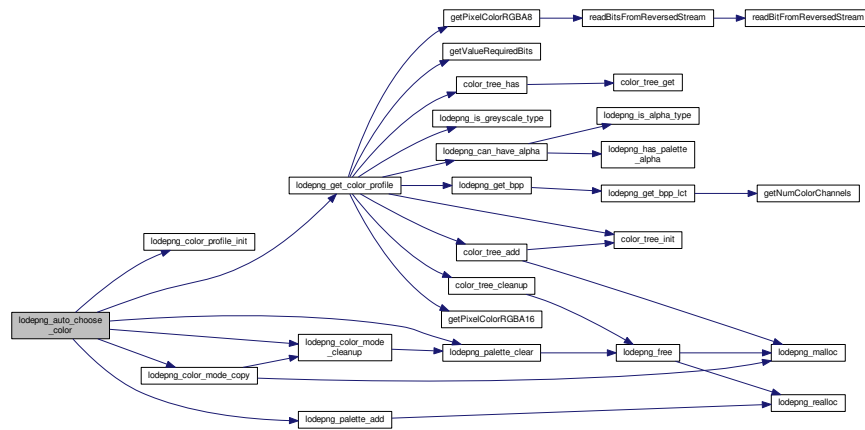 getPixelColorRGBA8
readBitsFromReversedStream
readBitFromReversedStream
getValueRequiredBits
color_tree_has
color_tree_get
lodepng_is_greyscale_type
lodepng_is_alpha_type
lodepng_can_have_alpha
lodepng_has_palette
_alpha
lodepng_get_color_profile
lodepng_get_bpp
lodepng_get_bpp_lct
getNumColorChannels
lodepng_color_profile_init
color_tree_add
color_tree_init
color_tree_cleanup
getPixelColorRGBA16
lodepng_auto_choose
_color
lodepng_color_mode
_cleanup
lodepng_palette_clear
lodepng_free
lodepng_malloc
lodepng_color_mode_copy
lodepng_realloc
lodepng_palette_add